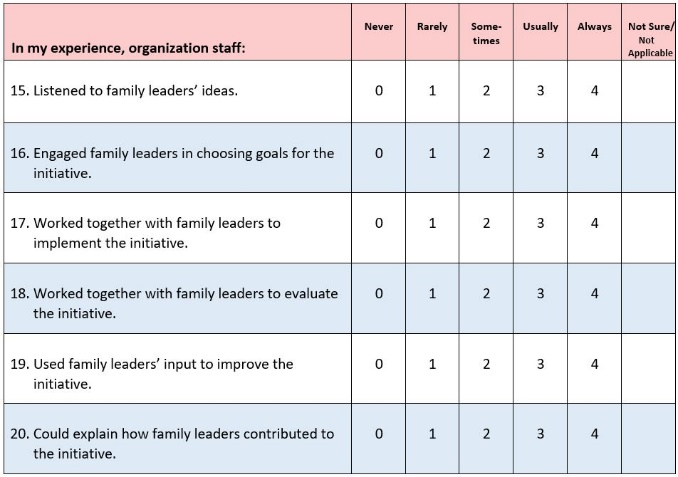 In my experience, organization staff: Never Rarely Some-times Usually Always Not Sure/ Not Applicable
15. Listened to family leaders’ ideas. 0 1 2 3 4
16. Engaged family leaders in choosing goals for the 0 1 2 3 4
initiative.
17. Worked together with family leaders to 0 1 2 3 4
implement the initiative.
18. Worked together with family leaders to evaluate 0 1 2 3 4
the initiative.
19. Used family leaders’ input to improve the 0 1 2 3 4
initiative.
20. Could explain how family leaders contributed to 0 1 2 3 4
the initiative.